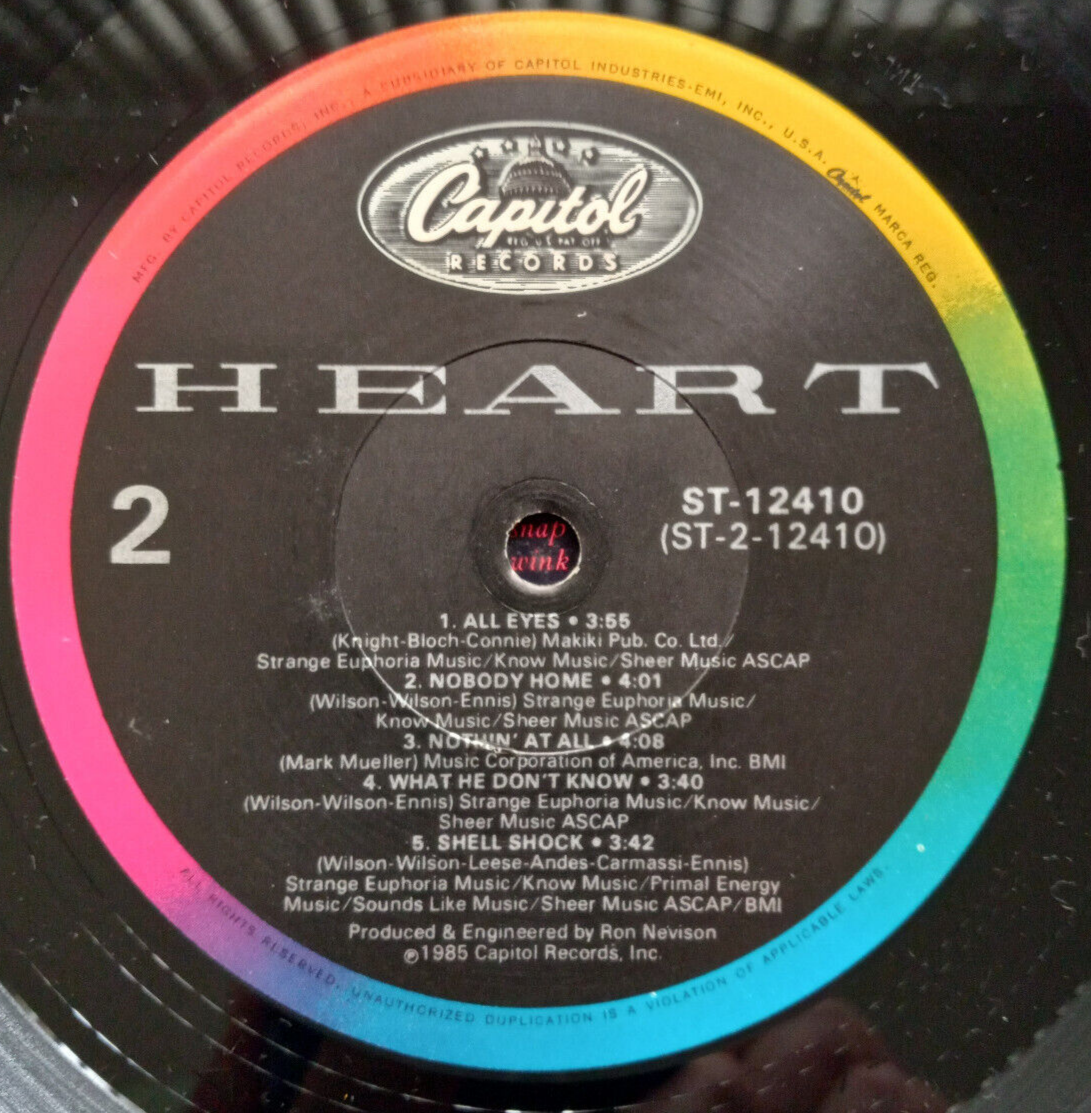 MFG. BY CAPITOL RECORDS, INC., A SUBSIDIARY OF CAPITOL INDUSTRIES-EMI, INC., U.S.A. Capitol MARCA REG.
Capitol
REG. U.S. PAT. OFF.
RECORDS
HEART
2
ST-12410
(ST-2-12410)
snap
wink
1. ALL EYES • 3:55
(Knight-Bloch-Connie) Makiki Pub. Co. Ltd./
Strange Euphoria Music/Know Music/Sheer Music ASCAP
2. NOBODY HOME • 4:01
(Wilson-Wilson-Ennis) Strange Euphoria Music/
Know Music/Sheer Music ASCAP
3. NOTHIN' AT ALL • 4:08
(Mark Mueller) Music Corporation of America, Inc. BMI
4. WHAT HE DON'T KNOW • 3:40
(Wilson-Wilson-Ennis) Strange Euphoria Music/Know Music/
Sheer Music ASCAP
5. SHELL SHOCK • 3:42
(Wilson-Wilson-Leese-Andes-Carmassi-Ennis)
Strange Euphoria Music/Know Music/Primal Energy
Music/Sounds Like Music/Sheer Music ASCAP/BMI
Produced & Engineered by Ron Nevison
℗1985 Capitol Records, Inc.
ALL RIGHTS RESERVED. UNAUTHORIZED DUPLICATION IS A VIOLATION OF APPLICABLE LAWS.